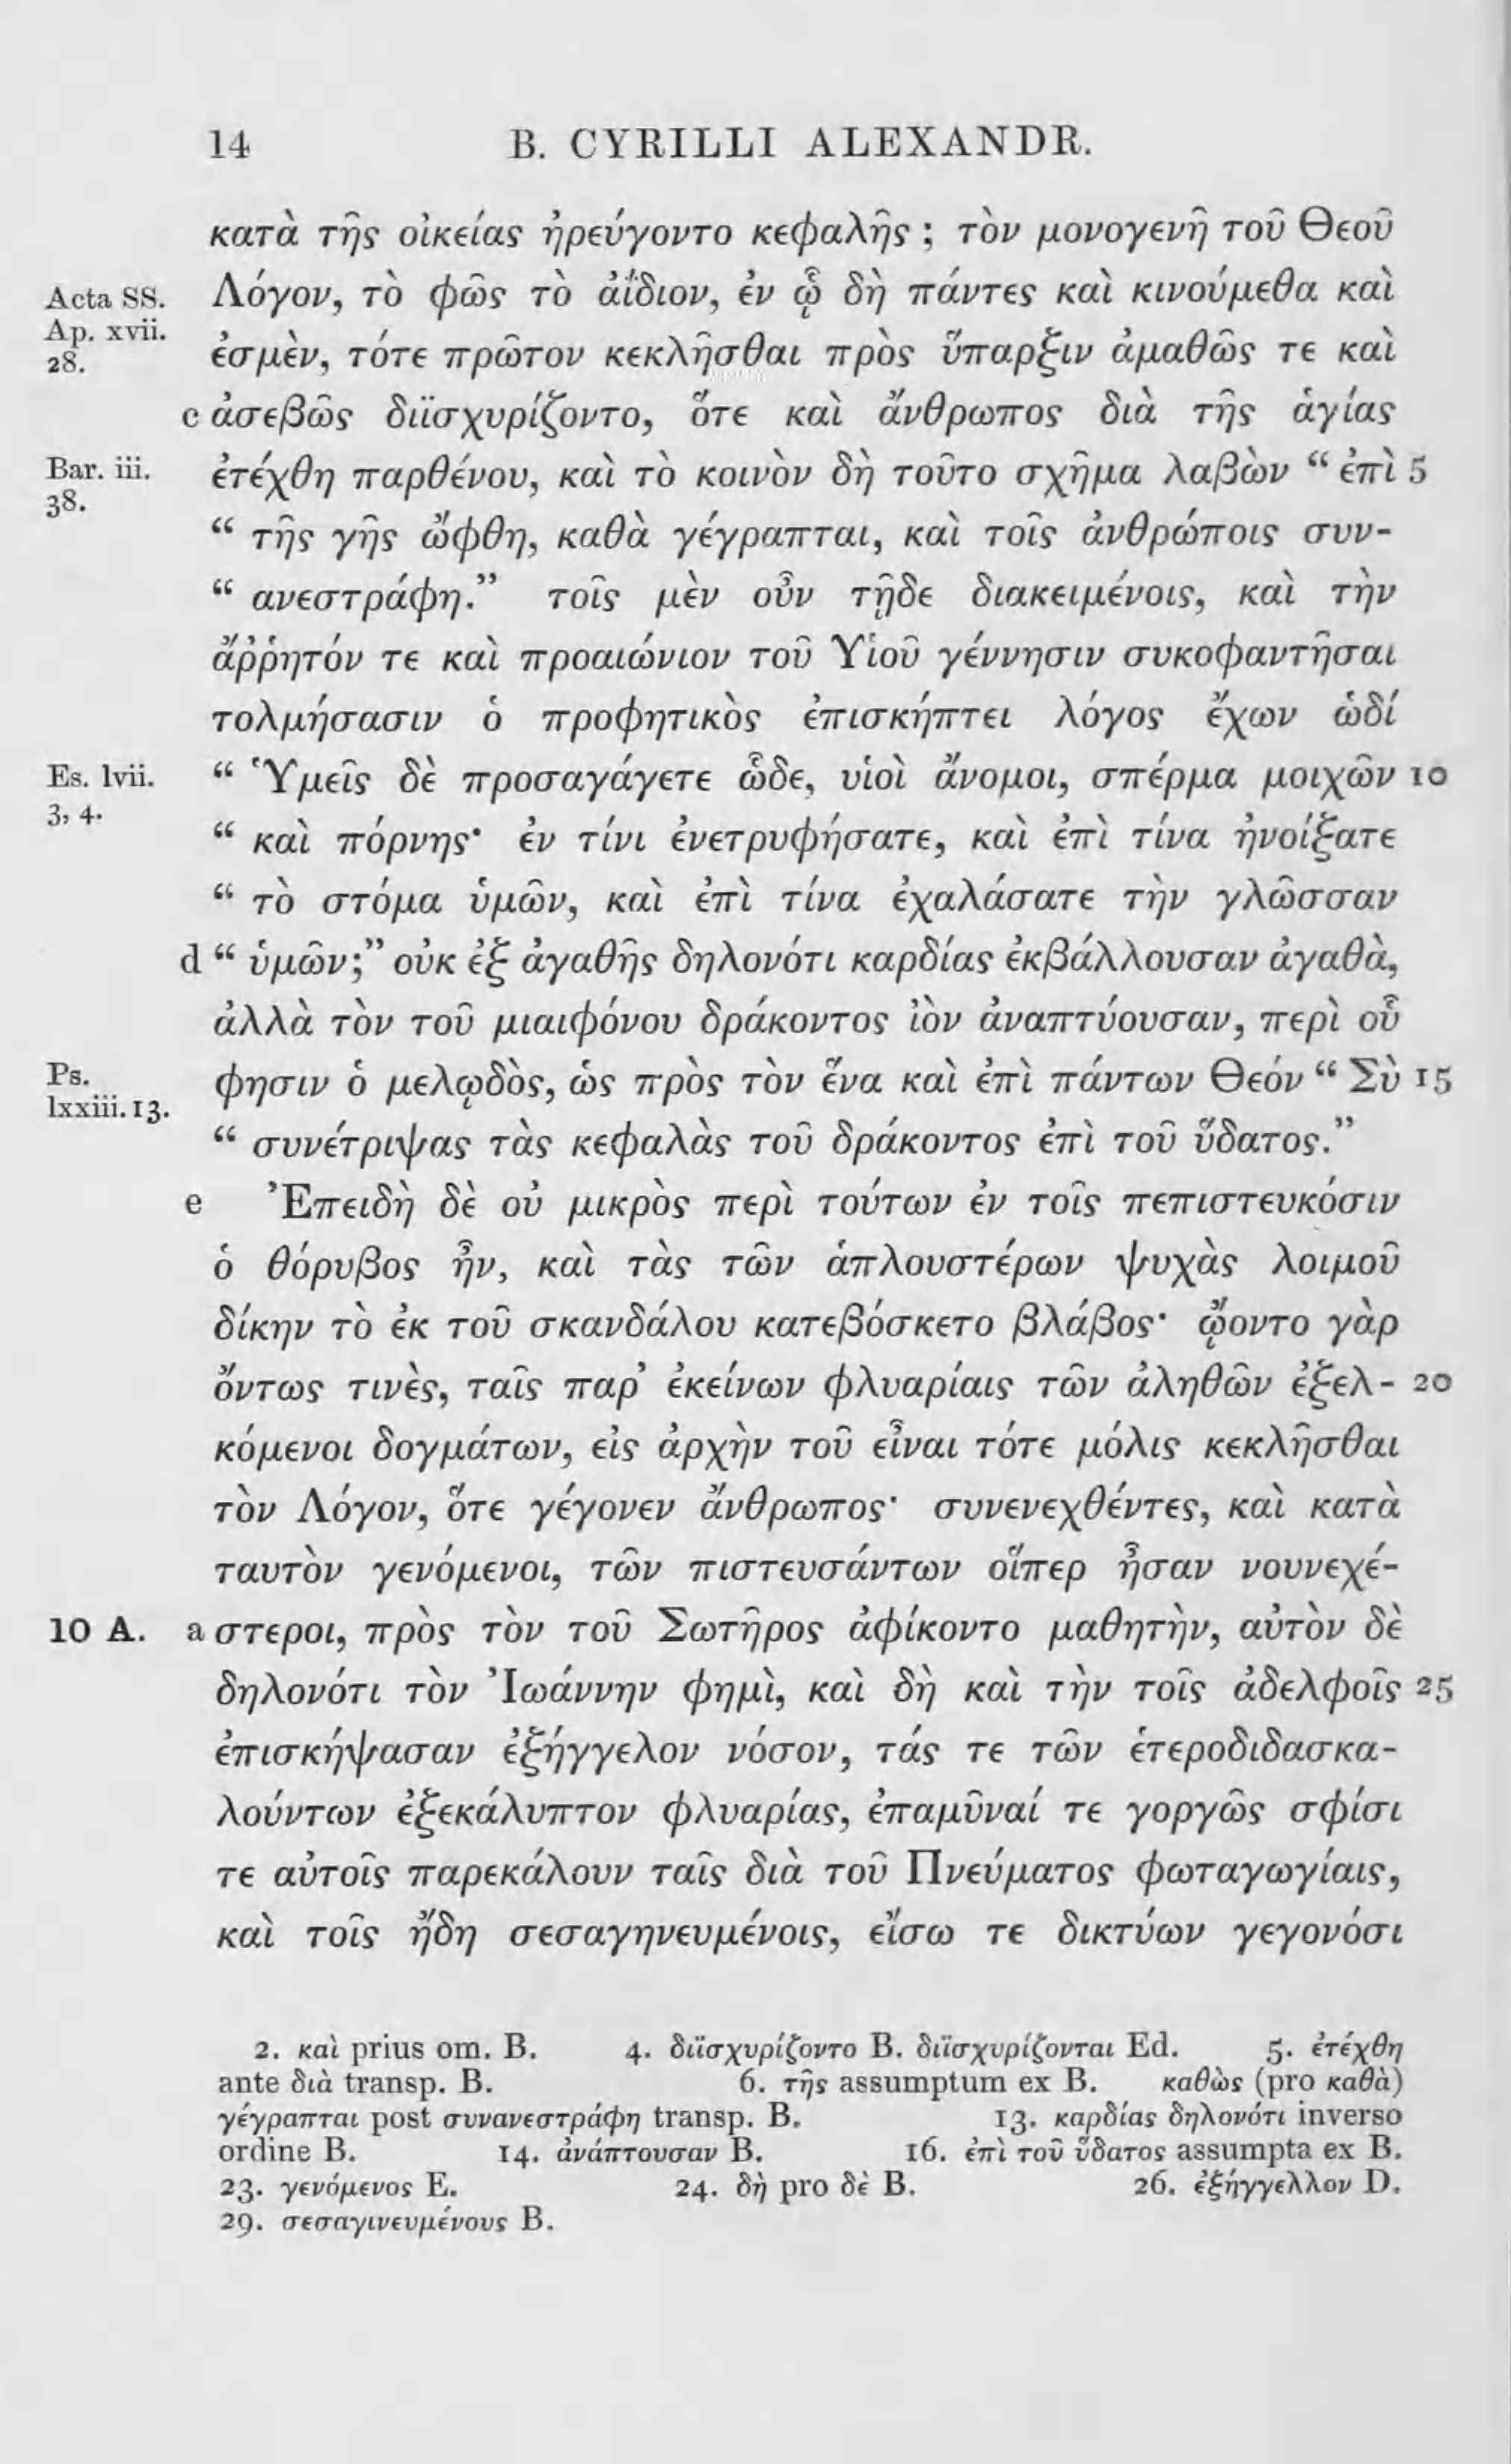 14 B. CYRILLI ALEXANDR.
κατὰ τῆς οἰκείας ἠρεύγοντο κεφαλῆς ; τὸν μονογενῆ τοῦ Θεοῦ
Acta SS. Λόγον, τὸ φῶς τὸ ἀΐδιον, ἐν ᾧ δὴ πάντες καὶ κινούμεθα καὶ
Ap. xvii.
28. ἐσμὲν, τότε πρῶτον κεκλῆσθαι πρὸς ὕπαρξιν ἀμαθῶς τε καὶ
c ἀσεβῶς διϊσχυρίζοντο, ὅτε καὶ ἄνθρωπος διὰ τῆς ἁγίας
Bar. iii. ἐτέχθη παρθένου, καὶ τὸ κοινὸν δὴ τοῦτο σχῆμα λαβὼν “ ἐπὶ 5
38.
“ τῆς γῆς ὤφθη, καθὰ γέγραπται, καὶ τοῖς ἀνθρώποις συν-
“ ανεστράφη.” τοῖς μὲν οὖν τῇδε διακειμένοις, καὶ τὴν
ἄῤῥητόν τε καὶ προαιώνιον τοῦ Υἱοῦ γέννησιν συκοφαντῆσαι
τολμήσασιν ὁ προφητικὸς ἐπισκήπτει λόγος ἔχων ὡδί
Es. lvii. “ Ὑμεῖς δὲ προσαγάγετε ὧδε, υἱοὶ ἄνομοι, σπέρμα μοιχῶν 10
3, 4.
“ καὶ πόρνης· ἐν τίνι ἐνετρυφήσατε, καὶ ἐπὶ τίνα ἠνοίξατε
“ τὸ στόμα ὑμῶν, καὶ ἐπὶ τίνα ἐχαλάσατε τὴν γλῶσσαν
d “ ὑμῶν;” οὐκ ἐξ ἀγαθῆς δηλονότι καρδίας ἐκβάλλουσαν ἀγαθὰ,
ἀλλὰ τὸν τοῦ μιαιφόνου δράκοντος ἰὸν ἀναπτύουσαν, περὶ οὗ
Ps. φησιν ὁ μελῳδὸς, ὡς πρὸς τὸν ἕνα καὶ ἐπὶ πάντων Θεόν “ Σὺ 15
lxxiii. 13.
“ συνέτριψας τὰς κεφαλὰς τοῦ δράκοντος ἐπὶ τοῦ ὕδατος.”
e Ἐπειδὴ δὲ οὐ μικρὸς περὶ τούτων ἐν τοῖς πεπιστευκόσιν
ὁ θόρυβος ἦν, καὶ τὰς τῶν ἁπλουστέρων ψυχὰς λοιμοῦ
δίκην τὸ ἐκ τοῦ σκανδάλου κατεβόσκετο βλάβος· ᾤοντο γὰρ
ὄντως τινὲς, ταῖς παρ’ ἐκείνων φλυαρίαις τῶν ἀληθῶν ἐξελ- 20
κόμενοι δογμάτων, εἰς ἀρχὴν τοῦ εἶναι τότε μόλις κεκλῆσθαι
τὸν Λόγον, ὅτε γέγονεν ἄνθρωπος· συνενεχθέντες, καὶ κατὰ
ταυτὸν γενόμενοι, τῶν πιστευσάντων οἵπερ ἦσαν νουνεχέ-
10 A. a στεροι, πρὸς τὸν τοῦ Σωτῆρος ἀφίκοντο μαθητὴν, αὐτὸν δὲ
δηλονότι τὸν Ἰωάννην φημὶ, καὶ δὴ καὶ τὴν τοῖς ἀδελφοῖς 25
ἐπισκήψασαν ἐξήγγελον νόσον, τάς τε τῶν ἑτεροδιδασκα-
λούντων ἐξεκάλυπτον φλυαρίας, ἐπαμῦναί τε γοργῶς σφίσι
τε αὐτοῖς παρεκάλουν ταῖς διὰ τοῦ Πνεύματος φωταγωγίαις,
καὶ τοῖς ἤδη σεσαγηνευμένοις, εἴσω τε δικτύων γεγονόσι
2. καὶ prius om. B. 4. διϊσχυρίζοντο B. διϊσχυρίζονται Ed. 5. ἐτέχθη
ante διὰ transp. B. 6. τῆς assumptum ex B. καθὼς (pro καθὰ)
γέγραπται post συνανεστράφη transp. B. 13. καρδίας δηλονότι inverso
ordine B. 14. ἀνάπτουσαν B. 16. ἐπὶ τοῦ ὕδατος assumpta ex B.
23. γενόμενος E. 24. δὴ pro δὲ B. 26. ἐξήγγελλον D.
29. σεσαγινευμένους B.